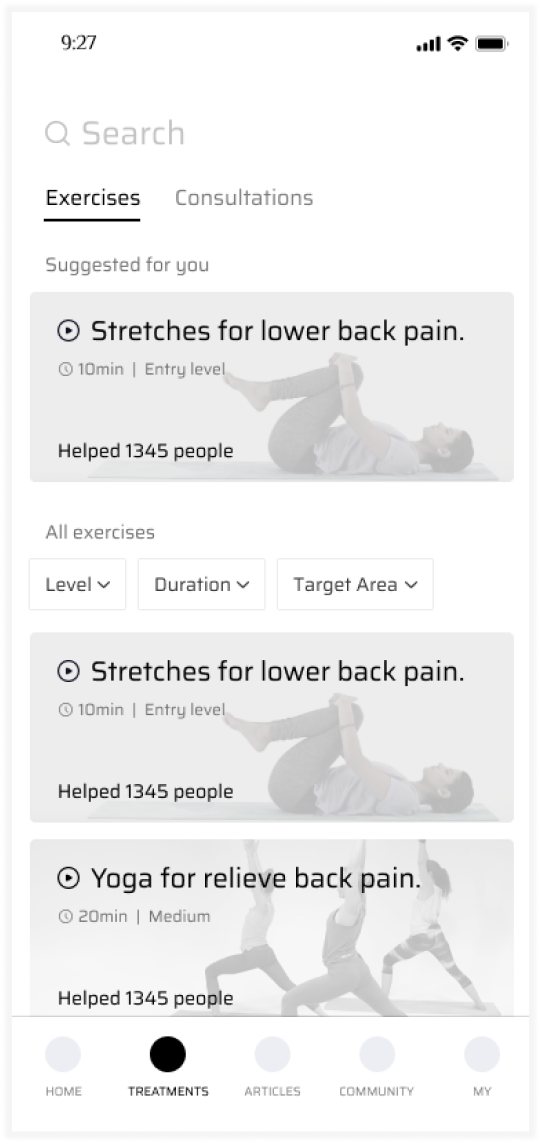 9:27
Search
Exercises Consultations
Suggested for you
Stretches for lower back pain.
10min | Entry level
Helped 1345 people
All exercises
Level Duration Target Area
Stretches for lower back pain.
10min | Entry level
Helped 1345 people
Yoga for relieve back pain.
20min | Medium
Helped 1345 people
HOME TREATMENTS ARTICLES COMMUNITY MY